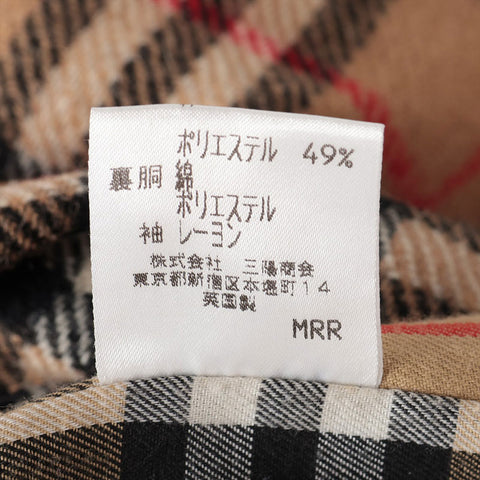 ポリエステル 49%
裏 胴 綿
ポリエステル
袖 レーヨン
株式会社 三陽商会
東京都新宿区本塩町14
英国製
MRR